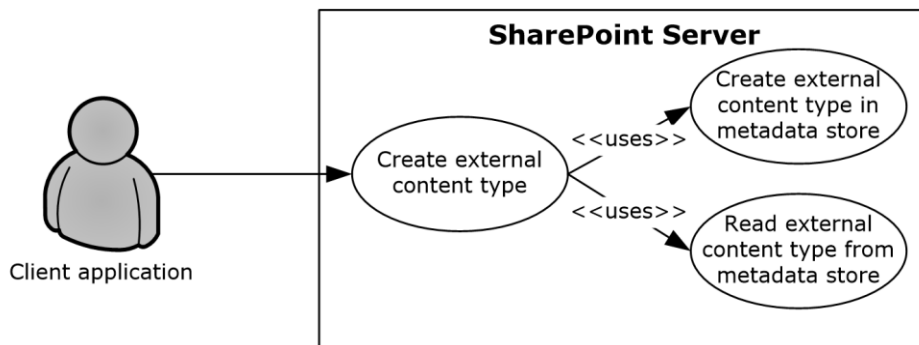 SharePoint Server
Create external
content type in
metadata store
<<uses>>
Create external
content type
<<uses>>
Read external
content type from
metadata store
Client application